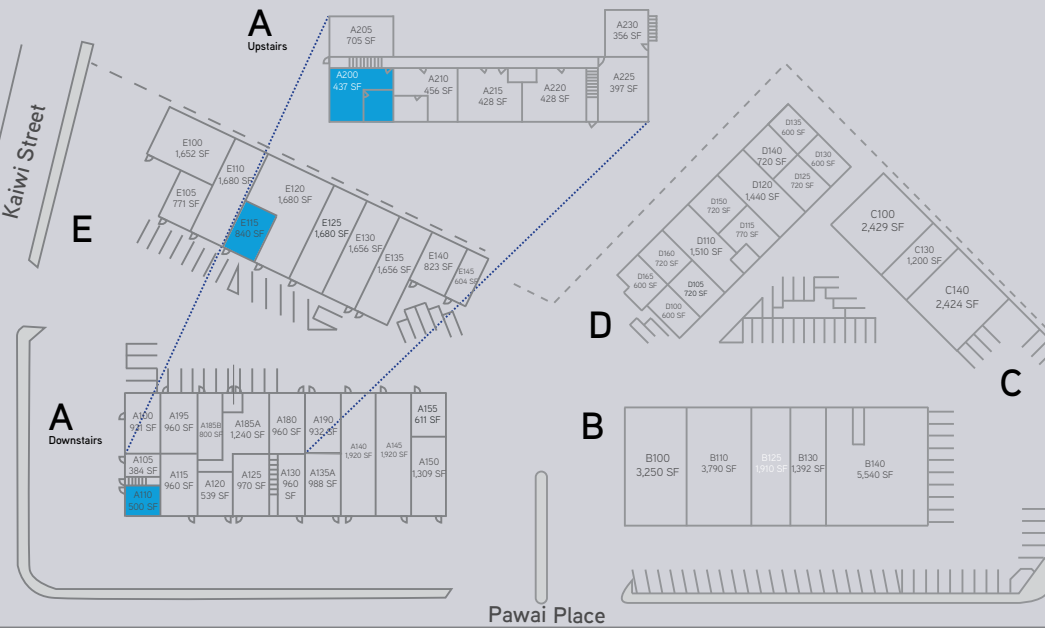 A
Upstairs
A205
705 SF
A230
356 SF
A200
437 SF
A210
456 SF
A215
428 SF
A220
428 SF
A225
397 SF
Kaiwi Street
E
E100
1,652 SF
E105
771 SF
E110
1,680 SF
E115
840 SF
E120
1,680 SF
E125
1,680 SF
E130
1,656 SF
E135
1,656 SF
E140
823 SF
E145
604 SF
D
D135
600 SF
D140
720 SF
D130
600 SF
D125
720 SF
D120
1,440 SF
D150
720 SF
D115
770 SF
D110
1,510 SF
D160
720 SF
D165
600 SF
D105
720 SF
D100
600 SF
C
C100
2,429 SF
C130
1,200 SF
C140
2,424 SF
A
Downstairs
A100
921 SF
A195
960 SF
A185B
800 SF
A185A
1,240 SF
A180
960 SF
A190
932 SF
A140
1,920 SF
A145
1,920 SF
A155
611 SF
A105
384 SF
A110
500 SF
A115
960 SF
A120
539 SF
A125
970 SF
A130
960
SF
A135A
988 SF
A150
1,309 SF
B
B100
3,250 SF
B110
3,790 SF
B125
1,910 SF
B130
1,392 SF
B140
5,540 SF
Pawai Place